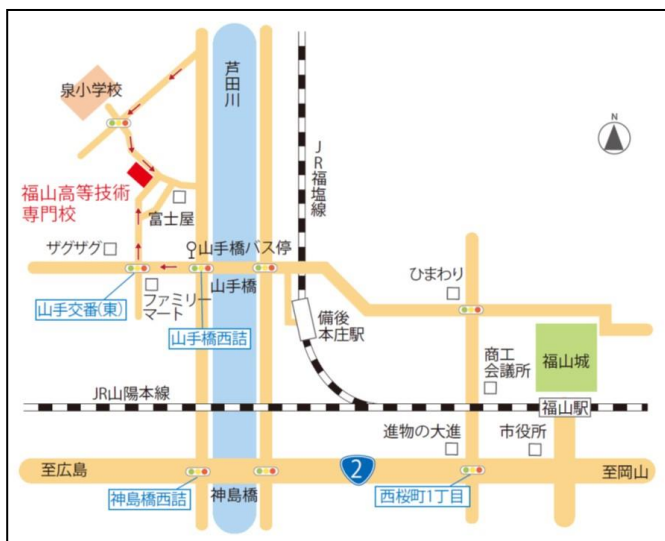 泉小学校
芦田川
JR福塩線
N
福山高等技術
専門校
富士屋
ザグザグ
山手橋バス停
ひまわり
山手交番(東)
ファミリー
マート
山手橋
山手橋西詰
備後
本庄駅
商工
会議所
福山城
JR山陽本線
福山駅
進物の大進
市役所
至広島
2
至岡山
神島橋西詰
神島橋
西桜町1丁目